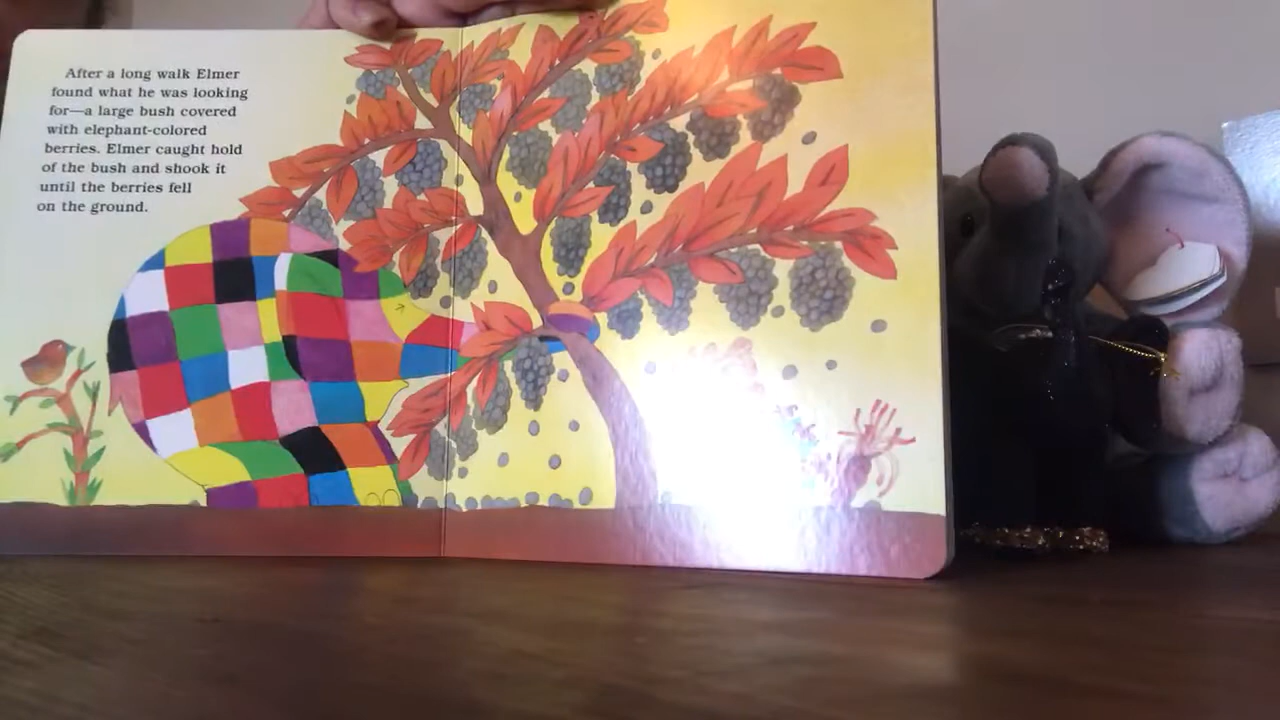 After a long walk Elmer
found what he was looking
for—a large bush covered
with elephant-colored
berries. Elmer caught hold
of the bush and shook it
until the berries fell
on the ground.